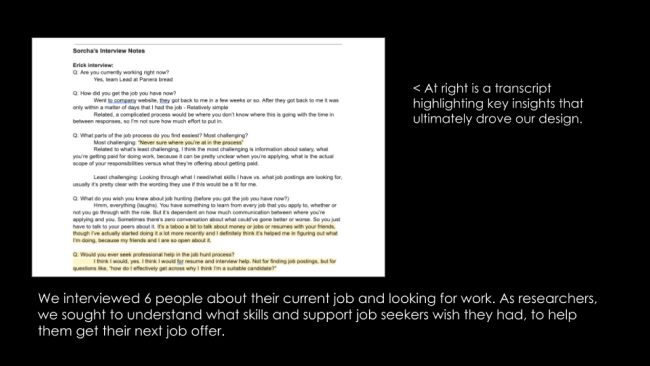 Sorcha's Interview Notes
Erick interview:
Q: Are you currently working right now?
Yes, team Lead at Panera bread
Q: How did you get the job you have now?
Went to company website, they got back to me in a few weeks or so. After they got back to me it was
only within a matter of days that I had the job - Relatively simple
Related, a complicated process would be where you don't know where this is going with the time in
between responses, so I'm not sure how much effort to put in.
Q: What parts of the job process do you find easiest? Most challenging?
Most challenging: "Never sure where you're at in the process"
Related to what's least challenging, I think the most challenging is information about salary, what
you're getting paid for doing work, because it can be pretty unclear when you're applying, what is the actual
scope of your responsibilities versus what they're offering about getting paid.
Least challenging: Looking through what I need/what skills I have vs. what job postings are looking for,
usually it's pretty clear with the wording they use if this would be a fit for me.
Q: What do you wish you knew about job hunting (before you got the job you have now)?
Hmm, everything (laughs). You have something to learn from every job that you apply to, whether or
not you go through with the role. But it's dependent on how much communication between where you're
applying and you. Sometimes there's zero conversation about what could've gone better or worse. So you just
have to talk to your peers about it. It's a taboo a bit to talk about money or jobs or resumes with your friends,
though I've actually started doing it a lot more recently and I definitely think it's helped me in figuring out what
I'm doing, because my friends and I are so open about it.
Q: Would you ever seek professional help in the job hunt process?
I think I would, yes. I think I would for resume and interview help. Not for finding job postings, but for
questions like, "how do I effectively get across why I think I'm a suitable candidate?"
< At right is a transcript
highlighting key insights that
ultimately drove our design.
We interviewed 6 people about their current job and looking for work. As researchers,
we sought to understand what skills and support job seekers wish they had, to help
them get their next job offer.